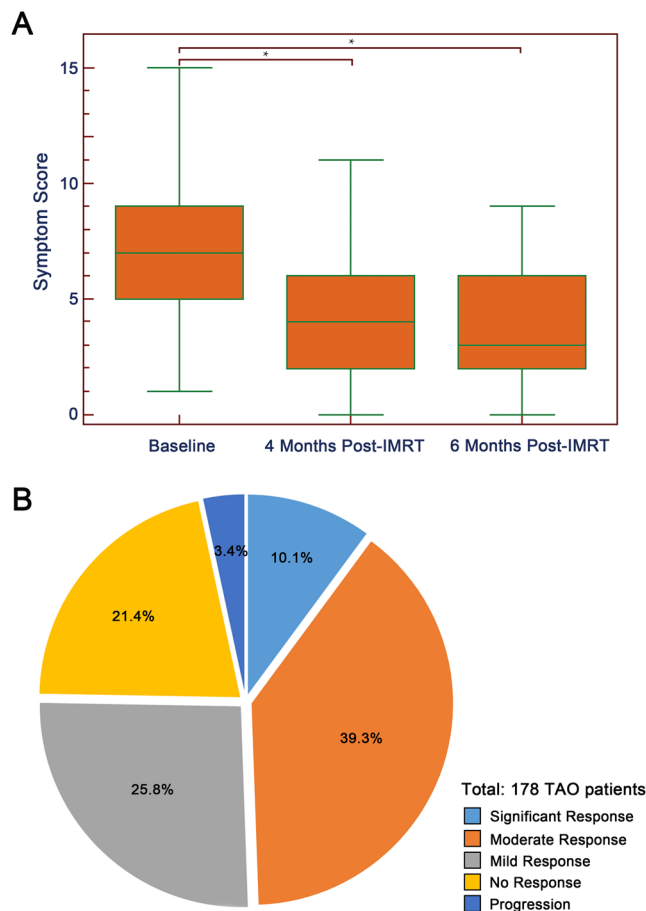 A
*
*
15
10
5
0
Symptom Score
Baseline
4 Months Post-IMRT
6 Months Post-IMRT
B
3.4%
10.1%
21.4%
39.3%
25.8%
Total: 178 TAO patients
Significant Response
Moderate Response
Mild Response
No Response
Progression